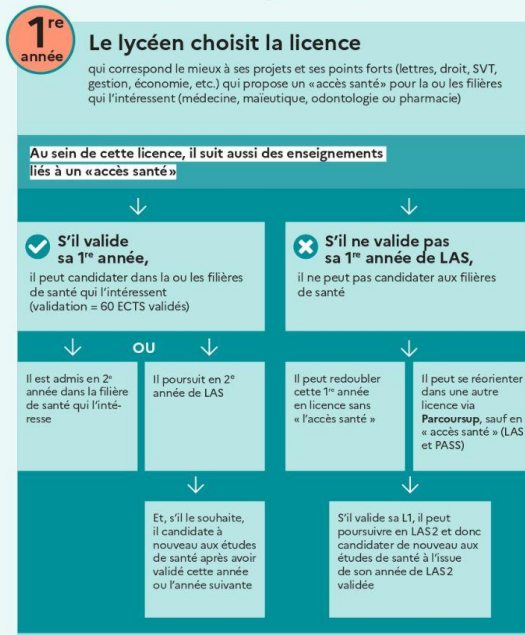 1re
année
Le lycéen choisit la licence
qui correspond le mieux à ses projets et ses points forts (lettres, droit, SVT,
gestion, économie, etc.) qui propose un «accès santé» pour la ou les filières
qui l'intéressent (médecine, maïeutique, odontologie ou pharmacie)
Au sein de cette licence, il suit aussi des enseignements
liés à un «accès santé»
S'il valide
sa 1re année,
il peut candidater dans la ou les filières
de santé qui l'intéressent
(validation = 60 ECTS validés)
S'il ne valide pas
sa 1re année de LAS,
il ne peut pas candidater aux filières
de santé
OU
Il est admis en 2e
année dans la filière
de santé qui l'inté-
resse
Il poursuit en 2e
année de LAS
Il peut redoubler
cette 1re année
en licence sans
« l'accès santé »
Il peut se réorienter
dans une autre
licence via
Parcoursup, sauf en
« accès santé » (LAS
et PASS)
Et, s'il le souhaite,
il candidate à
nouveau aux études
de santé après avoir
validé cette année
ou l'année suivante
S'il valide sa L1, il peut
poursuivre en LAS2 et donc
candidater de nouveau aux
études de santé à l'issue
de son année de LAS2
validée